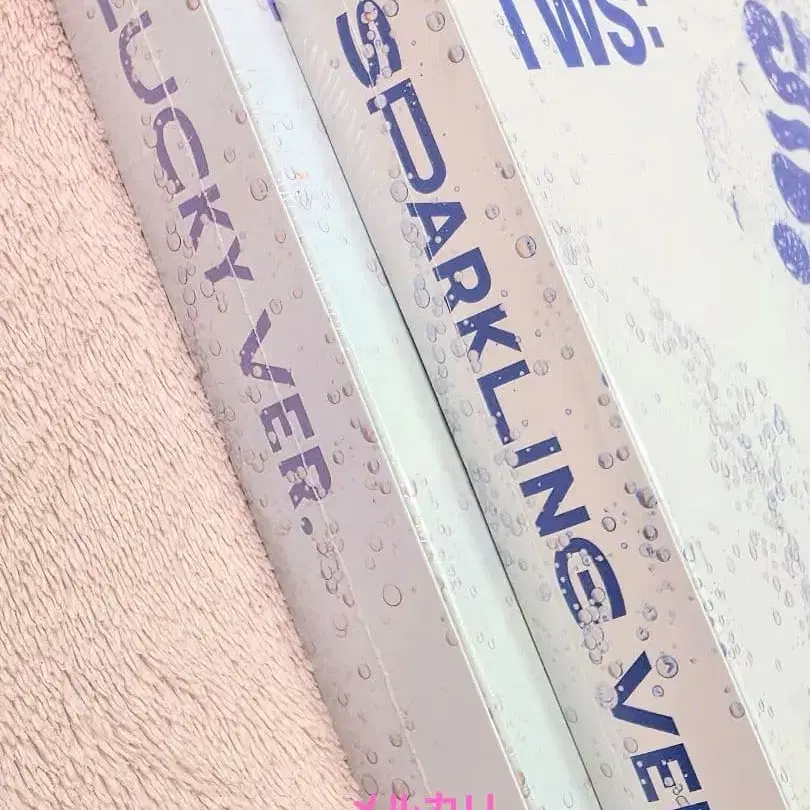 LUCKY VER.
SPARKLING VER
TWS:
メルカリ